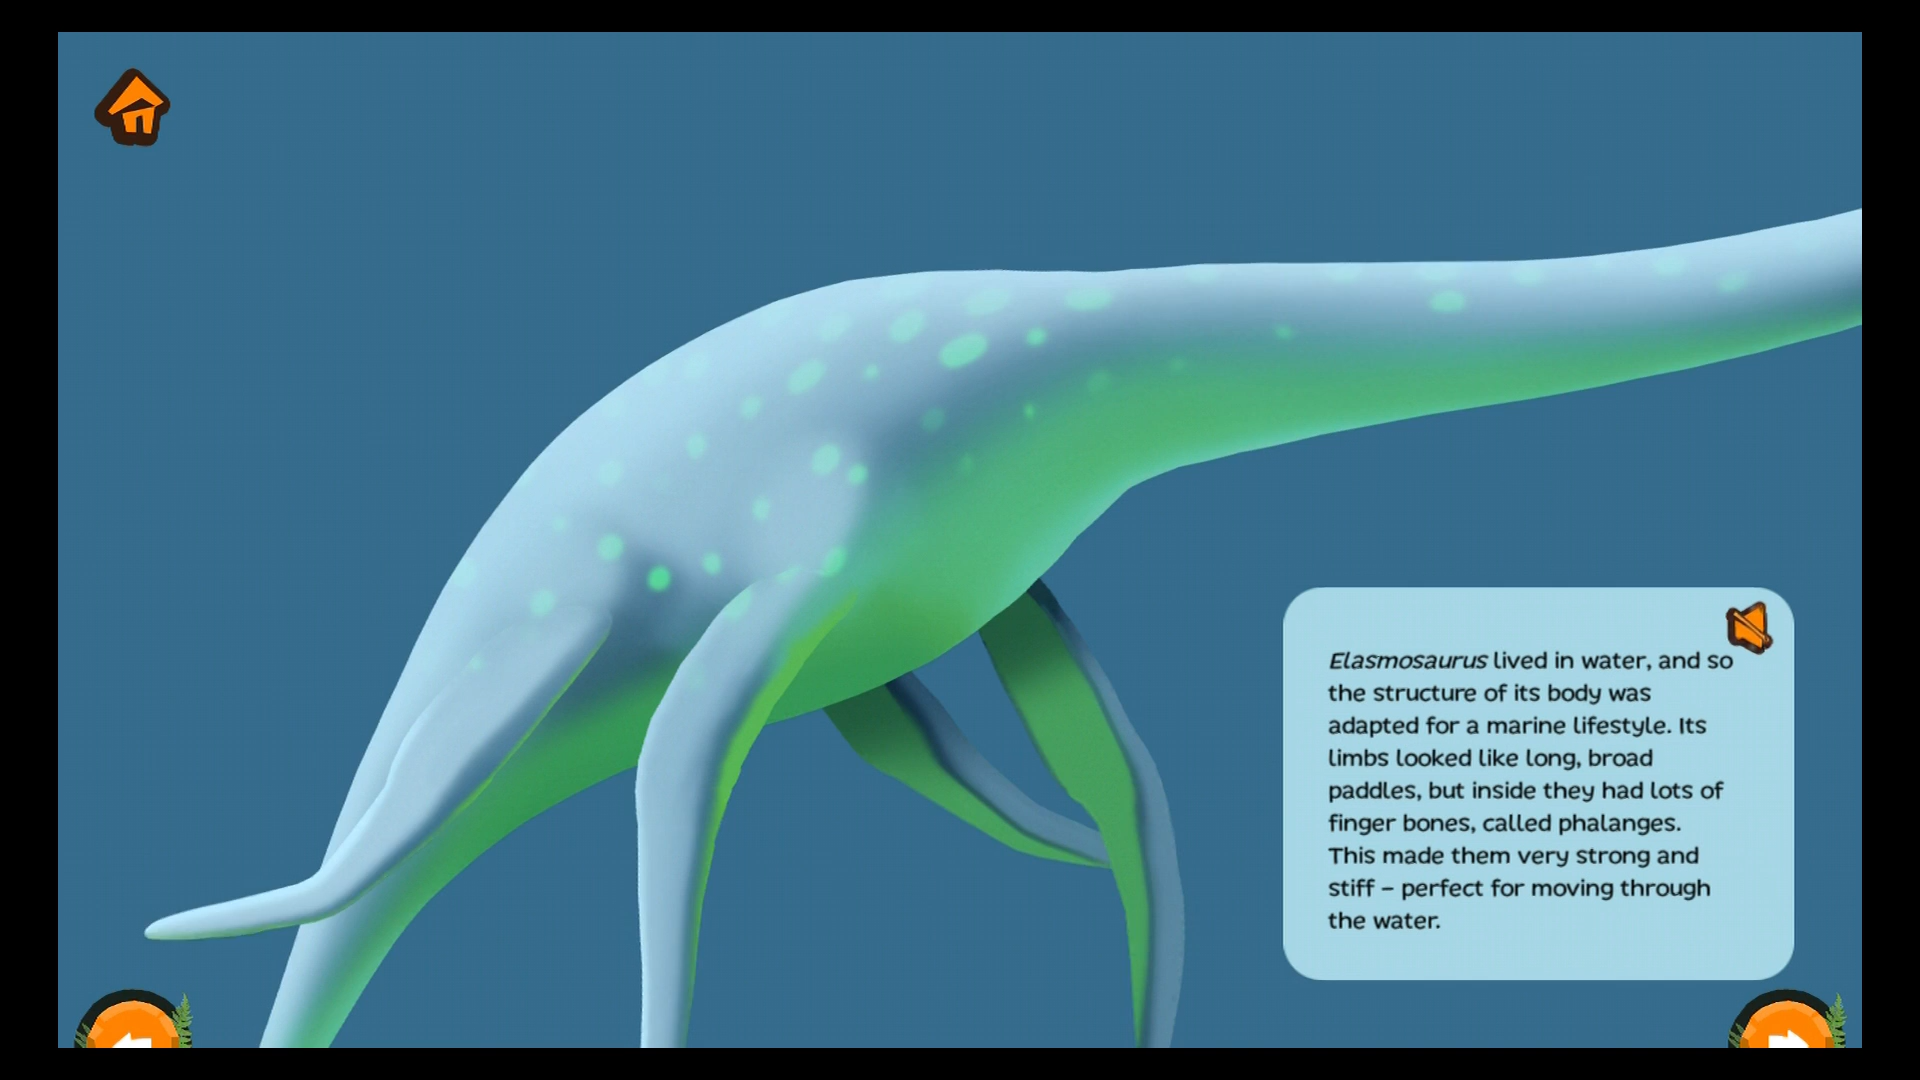 Elasmosaurus lived in water, and so
the structure of its body was
adapted for a marine lifestyle. Its
limbs looked like long, broad
paddles, but inside they had lots of
finger bones, called phalanges.
This made them very strong and
stiff – perfect for moving through
the water.